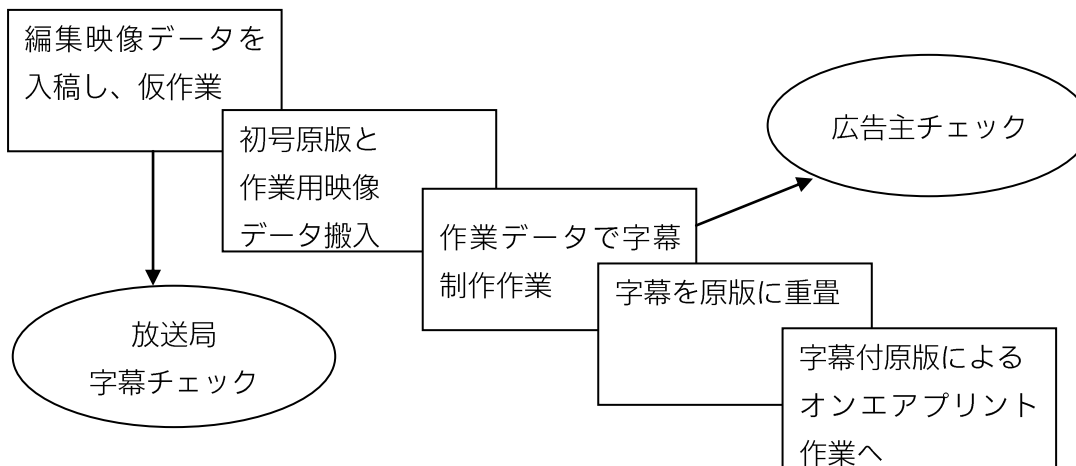 編集映像データを
入稿し、仮作業
初号原版と
作業用映像
データ搬入
作業データで字幕
制作作業
字幕を原版に重畳
字幕付原版による
オンエアプリント
作業へ
広告主チェック
放送局
字幕チェック